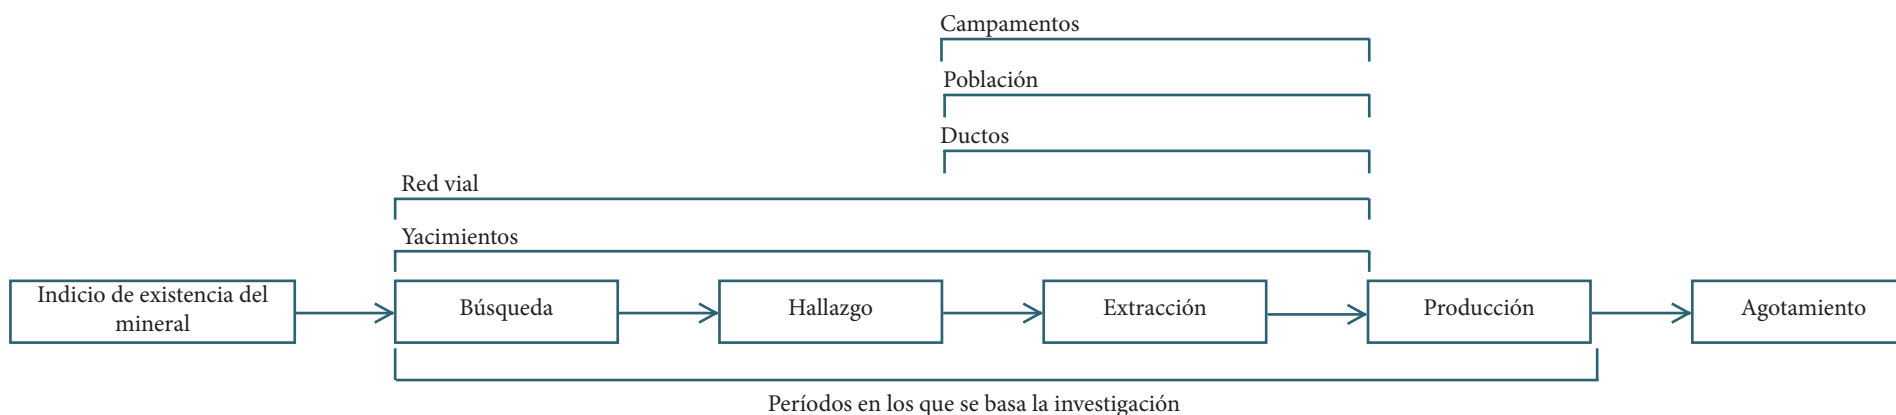 Campamentos
Población
Ductos
Red vial
Yacimientos
Indicio de existencia del
mineral
Búsqueda
Hallazgo
Extracción
Producción
Agotamiento
Períodos en los que se basa la investigación